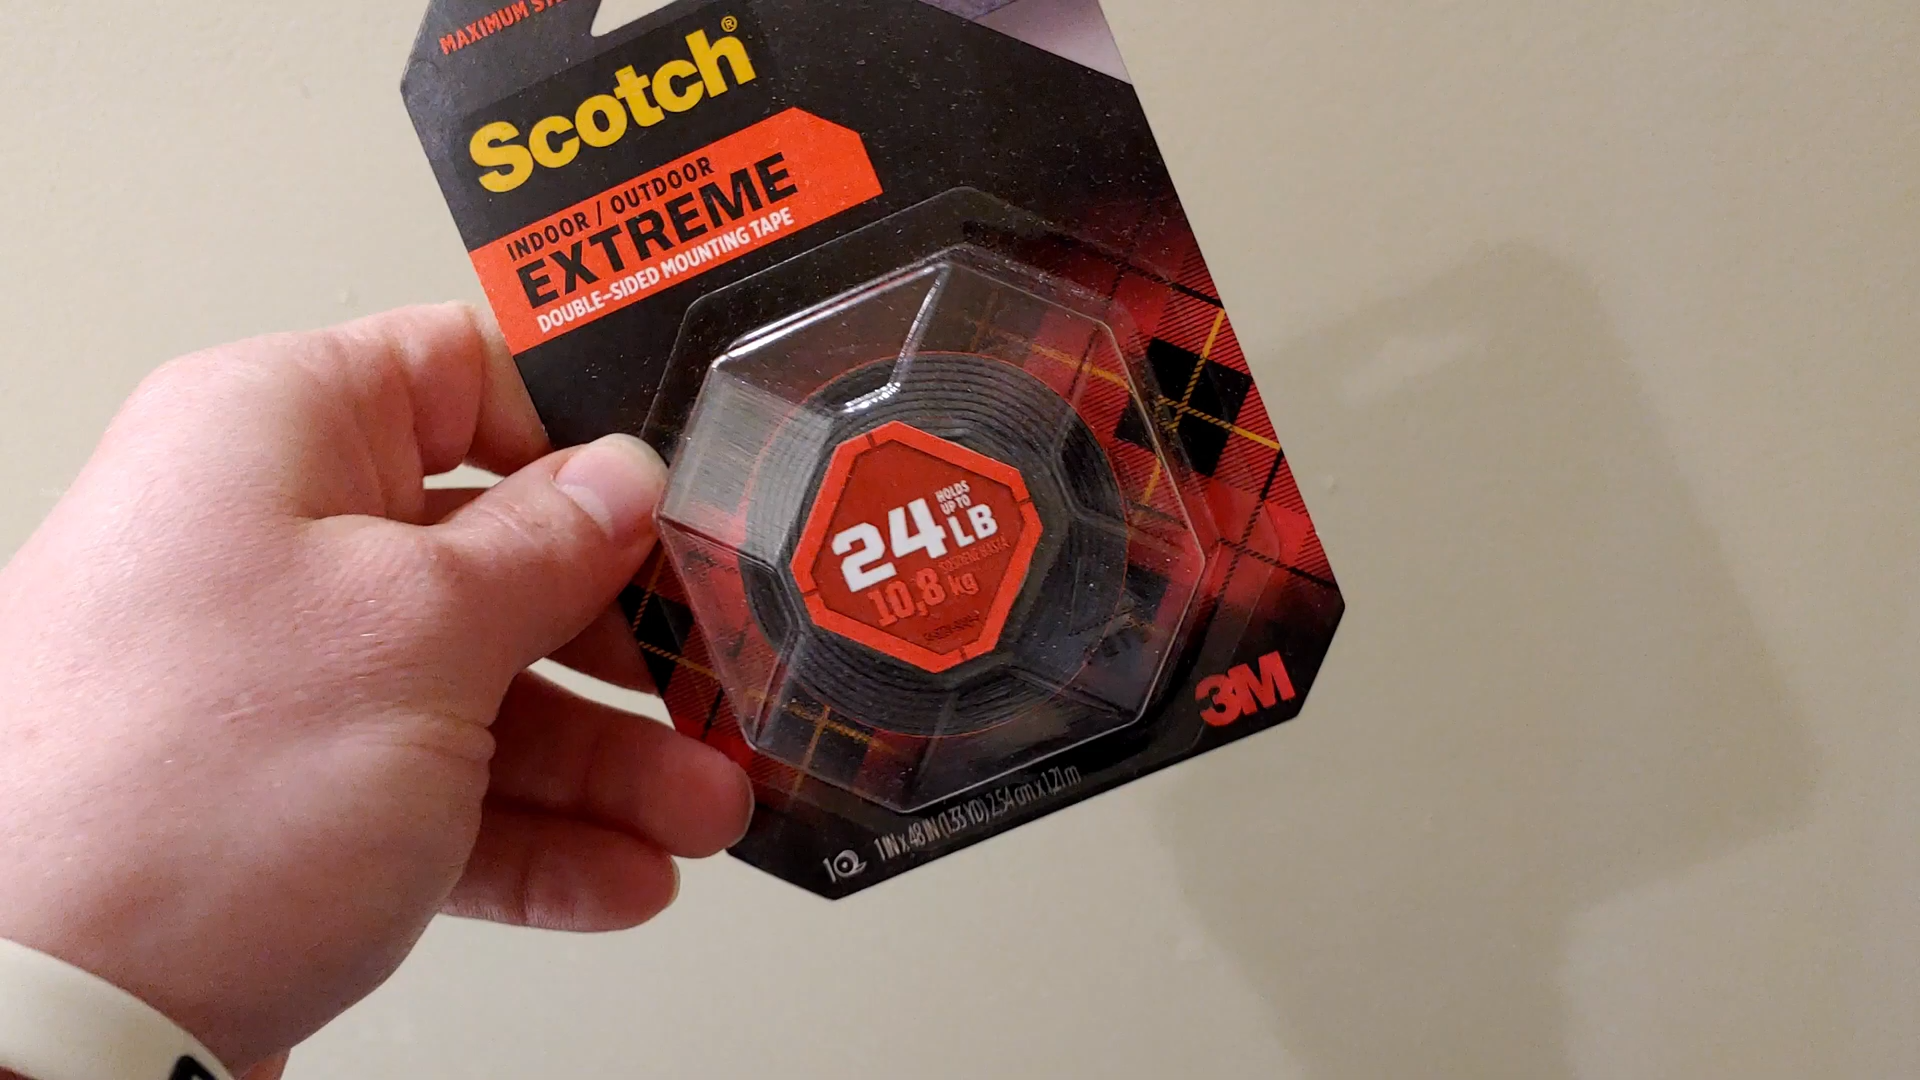 MAXIMUM
Scotch®
INDOOR / OUTDOOR
EXTREME
DOUBLE-SIDED MOUNTING TAPE
24 HOLDS
UP TO
LB
10,8 kg
3M
1 IN x 48 IN (1.33 YD) 2,54 cm x 1,21 m
1